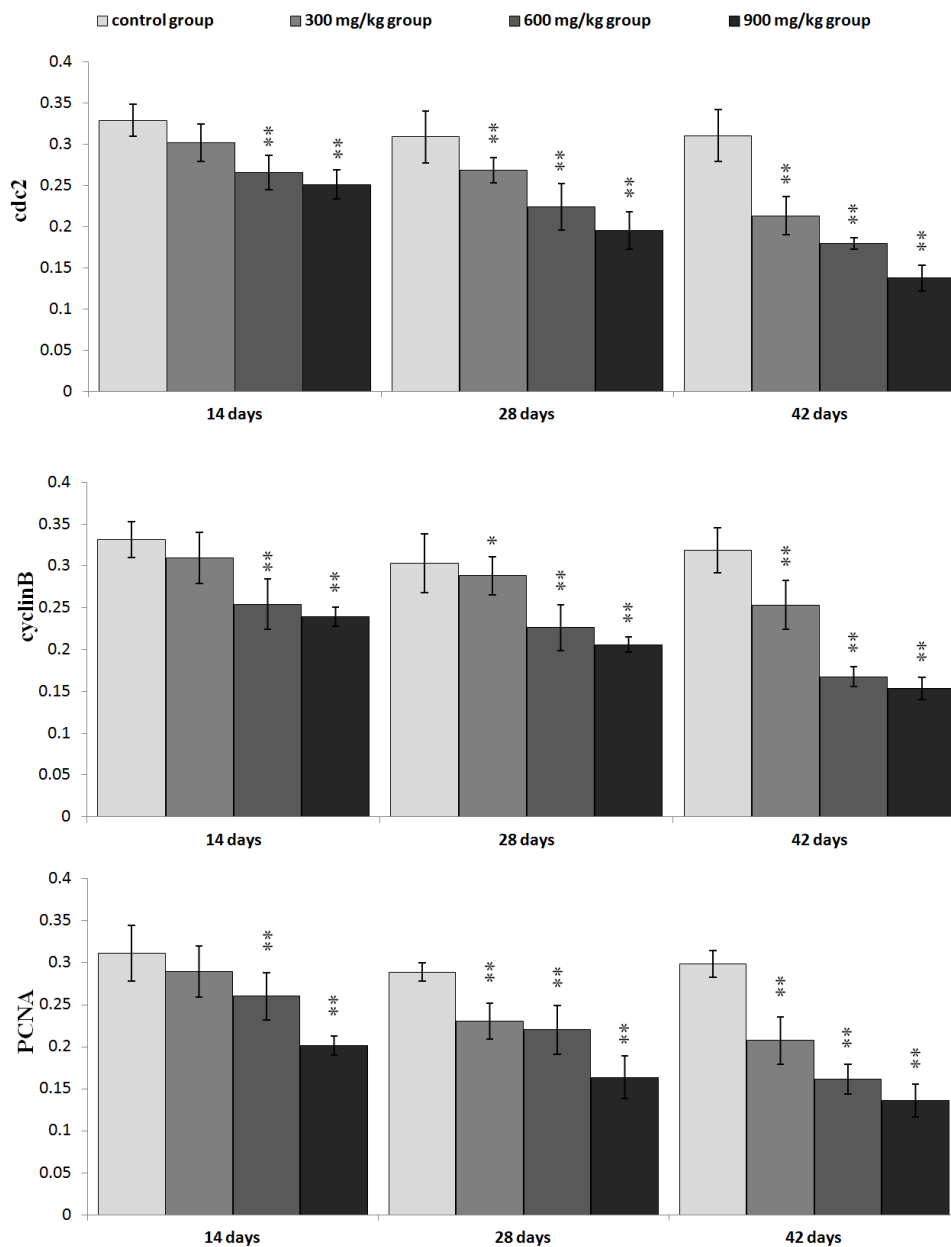 control group 300 mg/kg group 600 mg/kg group 900 mg/kg group
0.4
0.35
0.3
0.25
0.2
0.15
0.1
0.05
0
cdc2
** ** ** ** ** ** ** **
14 days 28 days 42 days
0.4
0.35
0.3
0.25
0.2
0.15
0.1
0.05
0
cyclinB
** ** * ** ** ** ** **
14 days 28 days 42 days
0.4
0.35
0.3
0.25
0.2
0.15
0.1
0.05
0
PCNA
** ** ** ** ** ** ** **
14 days 28 days 42 days